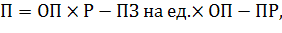 П = ОП × Р − ПЗ на ед.× ОП − ПР,